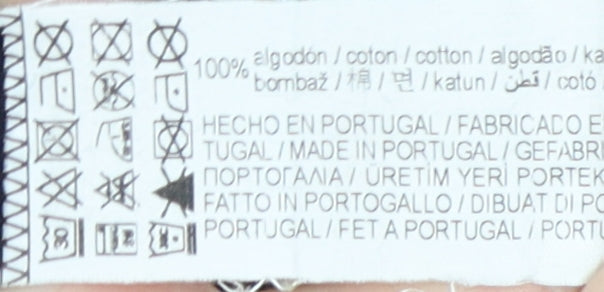 100% algodón / coton / cotton / algodão / ka
bombaž / 棉 / 면 / katun / قطن / cotó
HECHO EN PORTUGAL / FABRICADO E
TUGAL / MADE IN PORTUGAL / GEFABRI
ΠΟΡΤΟΓΑΛΙΑ / ÜRETİM YERİ PORTEK
FATTO IN PORTOGALLO / DIBUAT DI PO
PORTUGAL / FET A PORTUGAL / PORTU
30